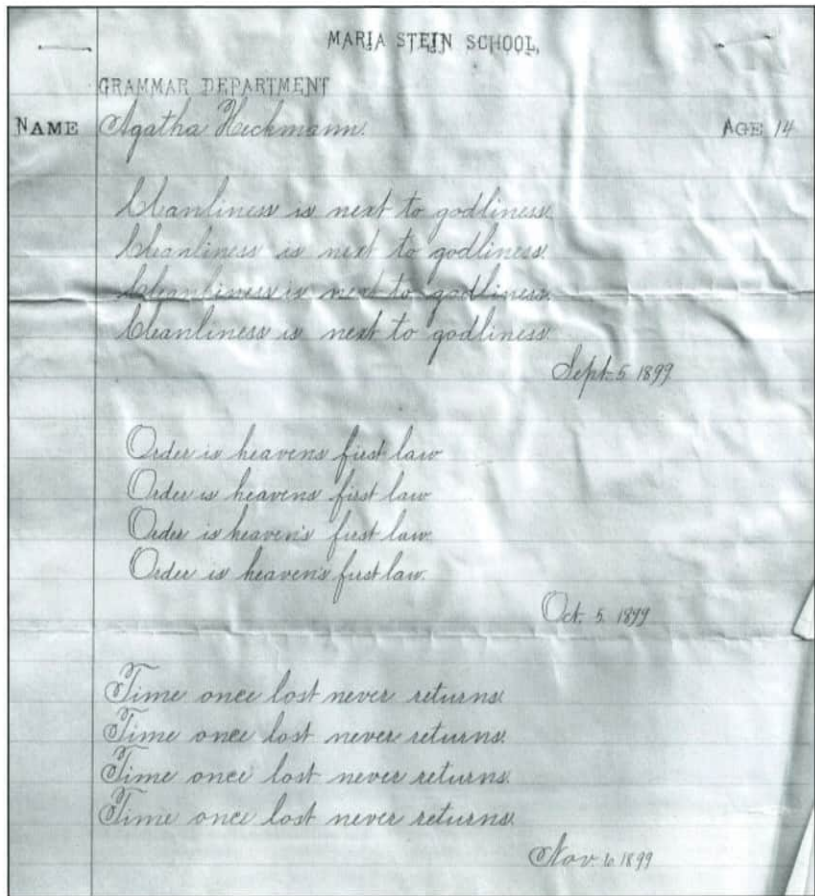 MARIA STEIN SCHOOL,
GRAMMAR DEPARTMENT
NAME Agatha Heckmann. AGE 14
Cleanliness is next to godliness.
Cleanliness is next to godliness.
Cleanliness is next to godliness.
Cleanliness is next to godliness.
Sept. 5 1899
Order is heavens first law
Order is heavens first law
Order is heaven's first law.
Order is heaven's first law.
Oct. 5. 1899
Time once lost never returns.
Time once lost never returns.
Time once lost never returns.
Time once lost never returns.
Nov. 6 1899